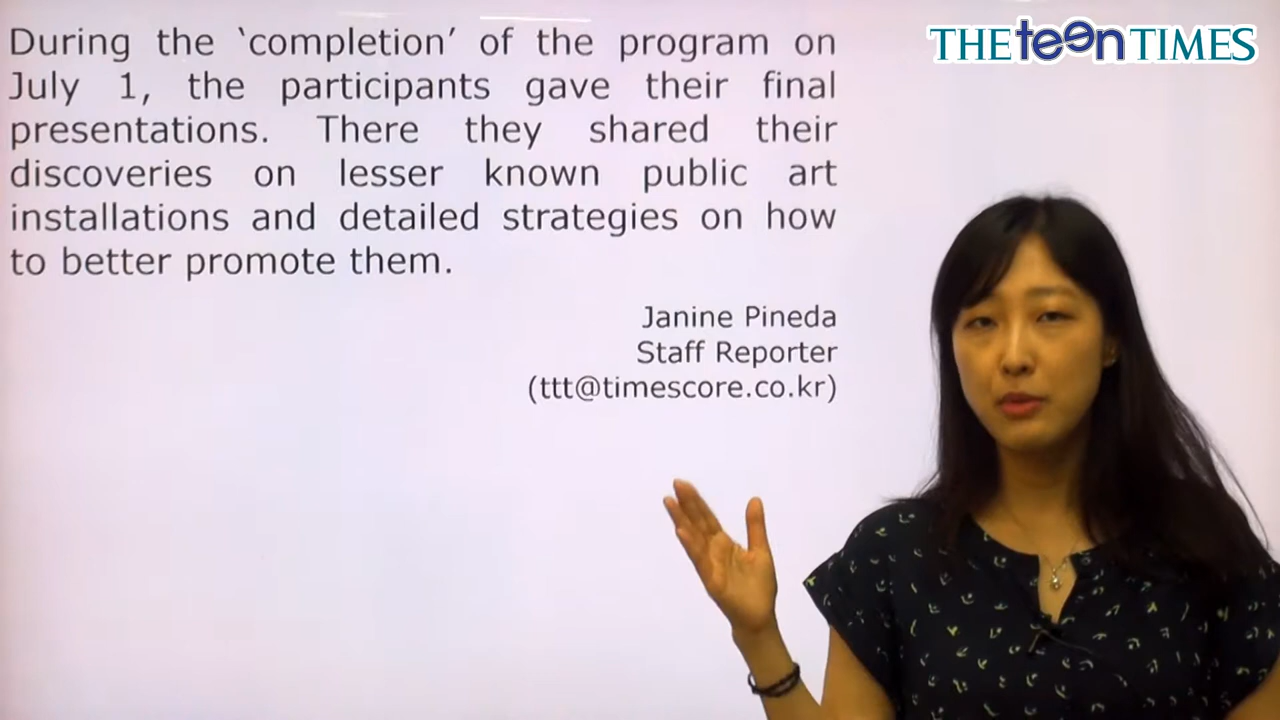 During the ‘completion’ of the program on
July 1, the participants gave their final
presentations. There they shared their
discoveries on lesser known public art
installations and detailed strategies on how
to better promote them.
Janine Pineda
Staff Reporter
(ttt@timescore.co.kr)
THE teen TIMES